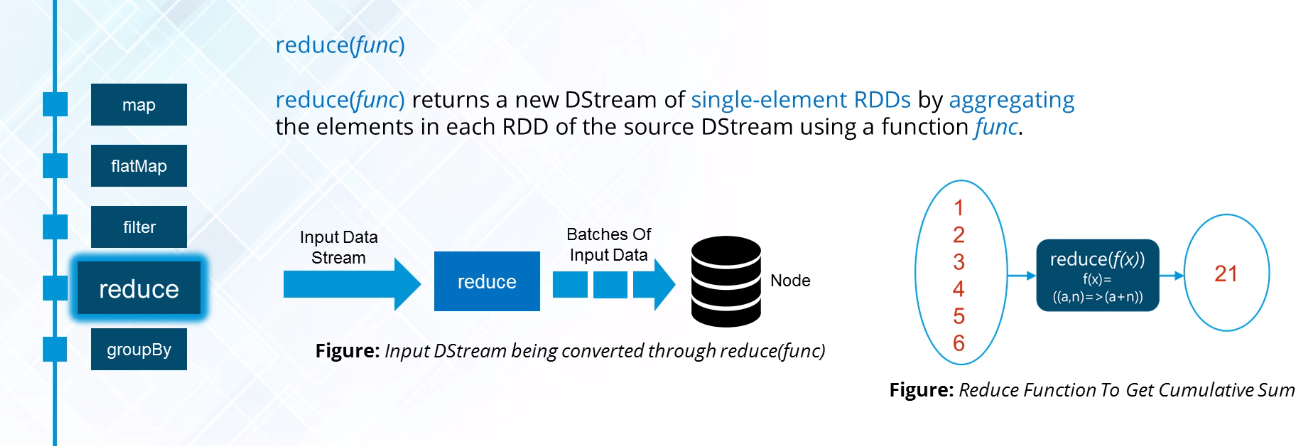 reduce(func)
reduce(func) returns a new DStream of single-element RDDs by aggregating
the elements in each RDD of the source DStream using a function func.
map
flatMap
filter
reduce
groupBy
Input Data
Stream
reduce
Batches Of
Input Data
Node
Figure: Input DStream being converted through reduce(func)
1
2
3
4
5
6
reduce(f(x))
f(x)=
((a,n)=>(a+n))
21
Figure: Reduce Function To Get Cumulative Sum